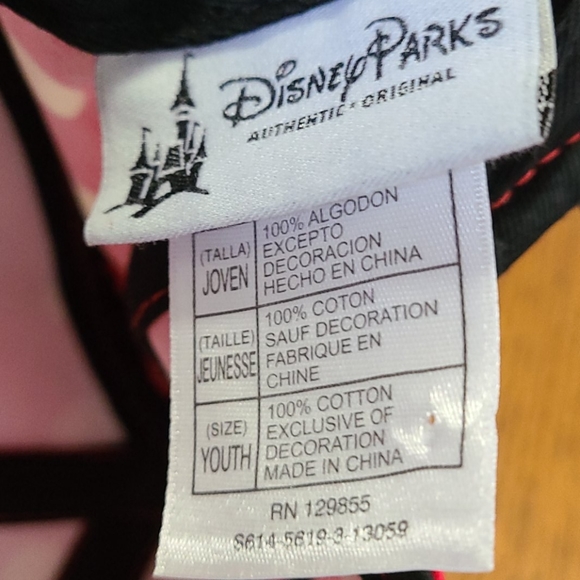 DISNEY PARKS
AUTHENTIC • ORIGINAL
(TALLA)
JOVEN
100% ALGODON
EXCEPTO
DECORACION
HECHO EN CHINA
(TAILLE)
JEUNESSE
100% COTON
SAUF DECORATION
FABRIQUE EN
CHINE
(SIZE)
YOUTH
100% COTTON
EXCLUSIVE OF
DECORATION
MADE IN CHINA
RN 129855
S614-5619-3-13059